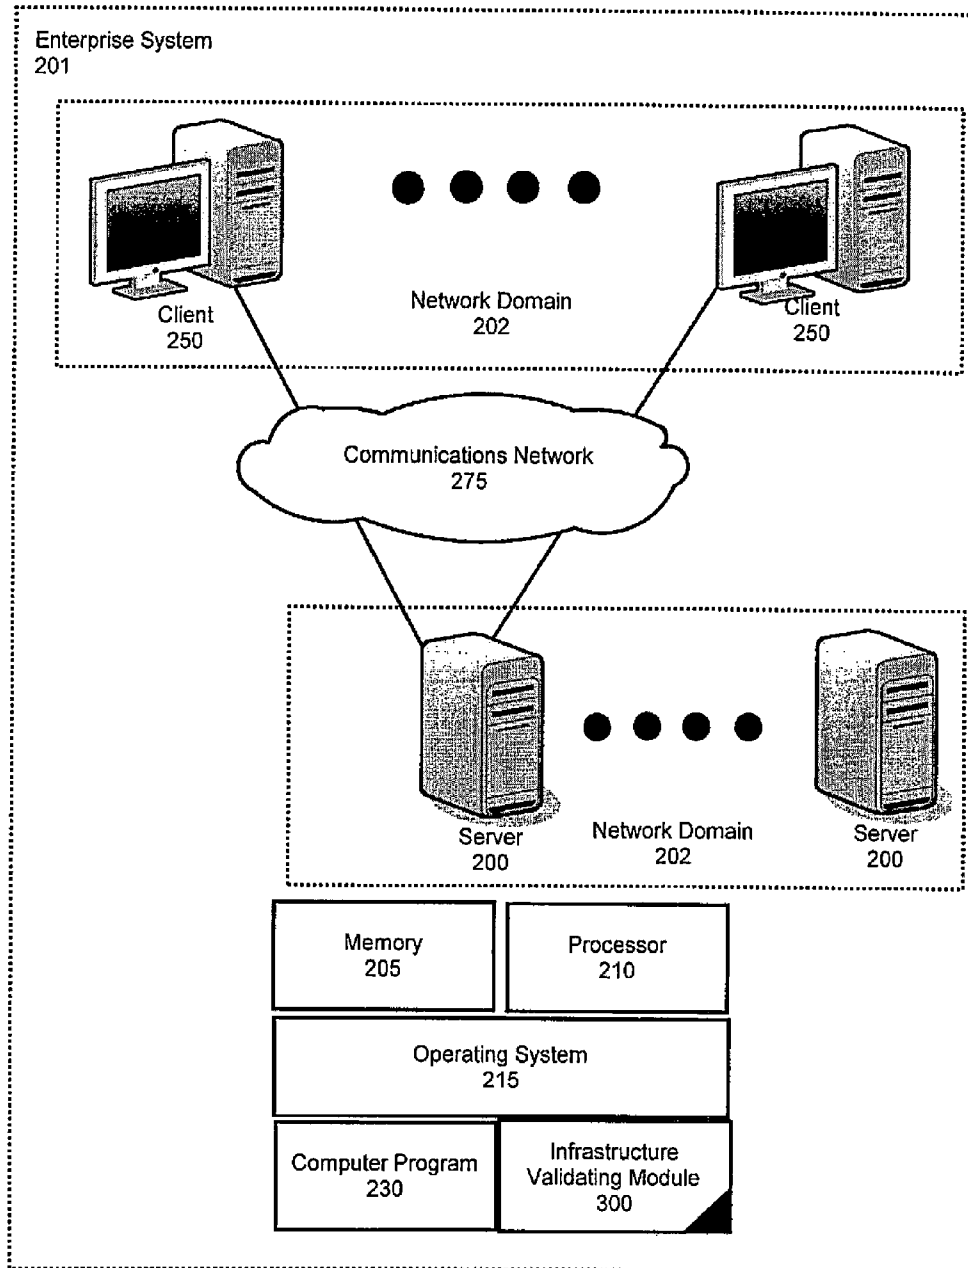 Enterprise System
201
Client
250
Network Domain
202
Client
250
Communications Network
275
Server
200
Network Domain
202
Server
200
Memory
205
Processor
210
Operating System
215
Computer Program
230
Infrastructure
Validating Module
300